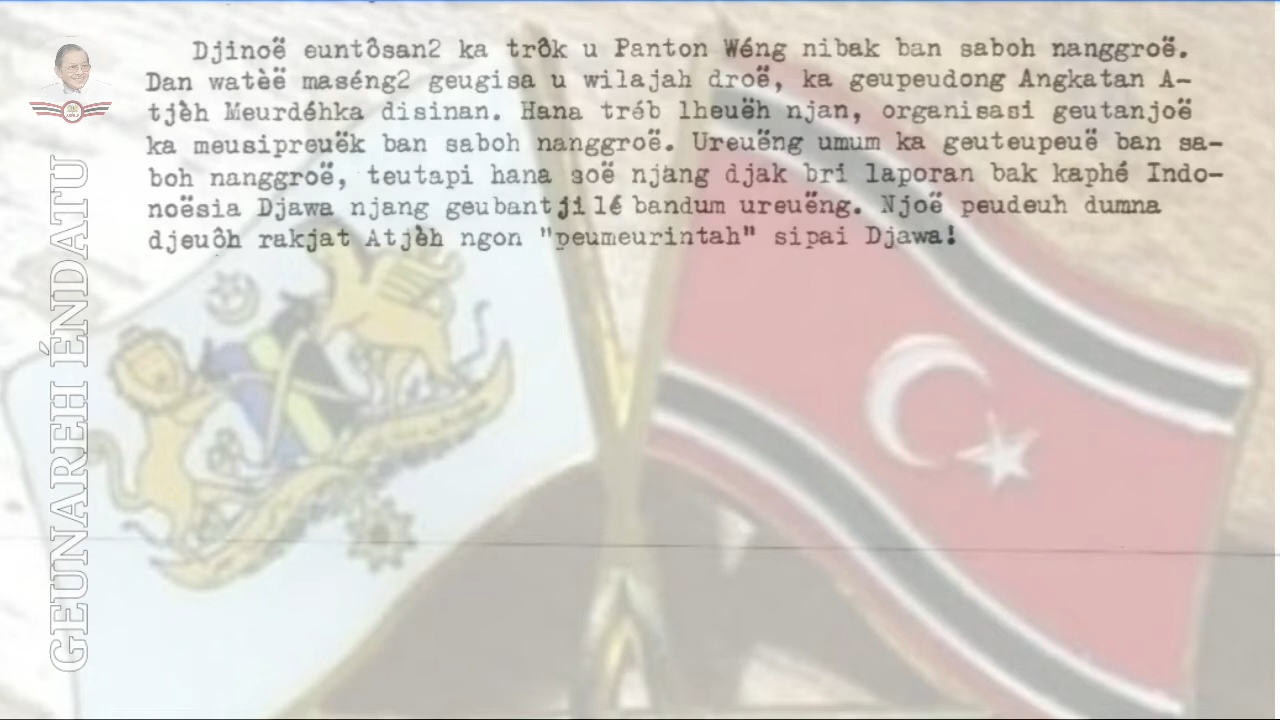 Djinoë euntôsan2 ka trôk u Panton Wéng nibak ban saboh nanggroë.
Dan watèë maséng2 geugisa u wilajah droë, ka geupeudong Angkatan A-
tjèh Meurdéhka disinan. Hana tréb lheuëh njan, organisasi geutanjoë
ka meusipreuëk ban saboh nanggroë. Ureuëng umum ka geuteupeuë ban sa-
boh nanggroë, teutapi hana soë njang djak bri laporan bak kaphé Indo-
noësia Djawa njang geubantji lé bandum ureuëng. Njoë peudeuh dumna
djeuôh rakjat Atjèh ngon "peumeurintah" sipai Djawa!
GEUNAREH ÉNDATU